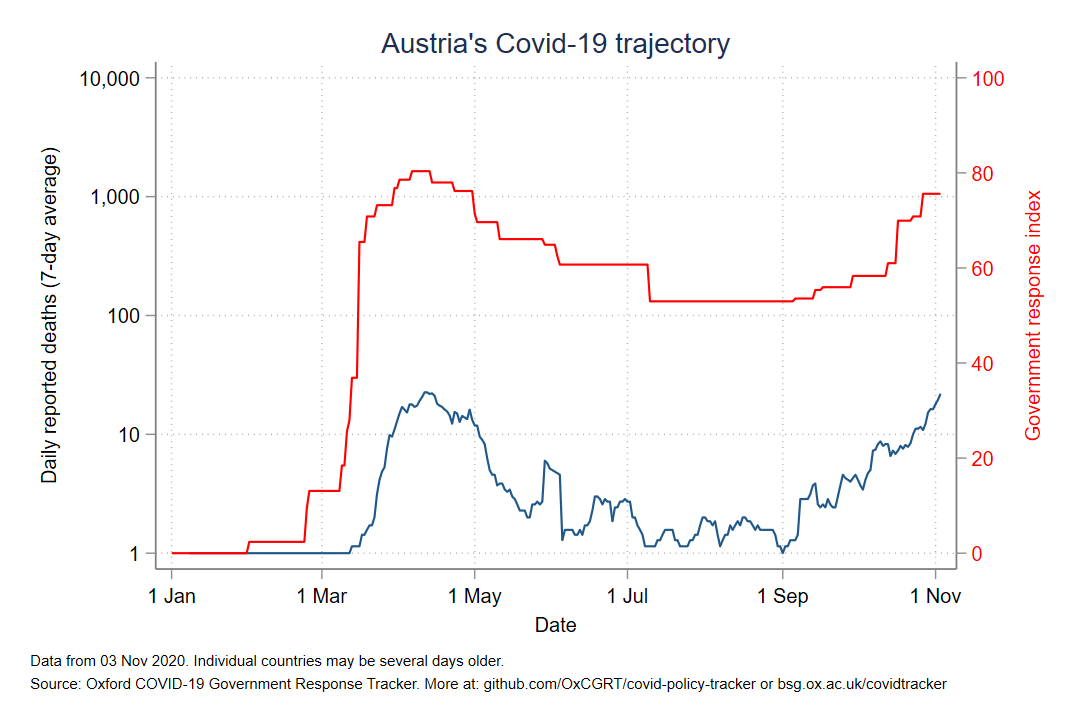 Austria's Covid-19 trajectory
10,000
1,000
100
10
1
Daily reported deaths (7-day average)
100
80
60
40
20
0
Government response index
1 Jan
1 Mar
1 May
1 Jul
1 Sep
1 Nov
Date
Data from 03 Nov 2020. Individual countries may be several days older.
Source: Oxford COVID-19 Government Response Tracker. More at: github.com/OxCGRT/covid-policy-tracker or bsg.ox.ac.uk/covidtracker